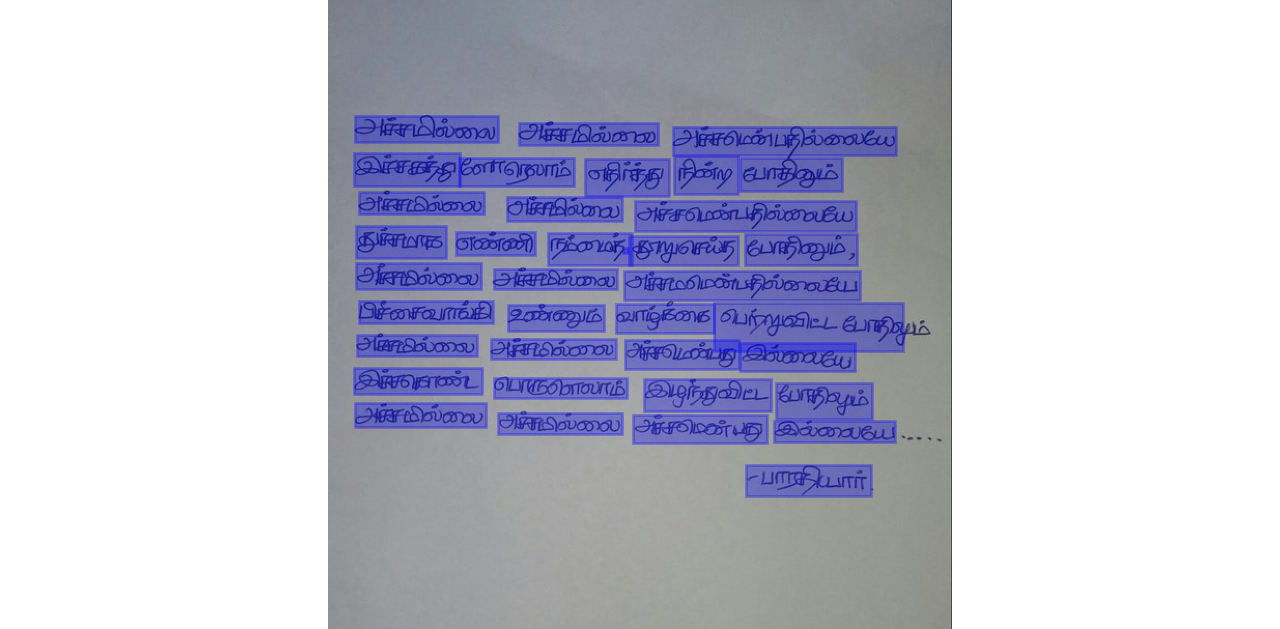 அச்சமில்லை அச்சமில்லை அச்சமென்பதில்லையே
இச்சகத்து ளோரெலாம் எதிர்த்து நின்ற போதினும்
அச்சமில்லை அச்சமில்லை அச்சமென்பதில்லையே
துச்சமாக எண்ணி நம்மைத் தூறுசெய்த போதினும்,
அச்சமில்லை அச்சமில்லை அச்சமமென்பதில்லையே
பிச்சைவாங்கி உண்ணும் வாழ்க்கை பெற்றுவிட்ட போதிலும்
அச்சமில்லை அச்சமில்லை அச்சமென்பது இல்லையே
இச்சைகொண்ட பொருளெலாம் இழந்துவிட்ட போதிலும்
அச்சமில்லை அச்சமில்லை அச்சமென்பது இல்லையே.....
-பாரதியார்.